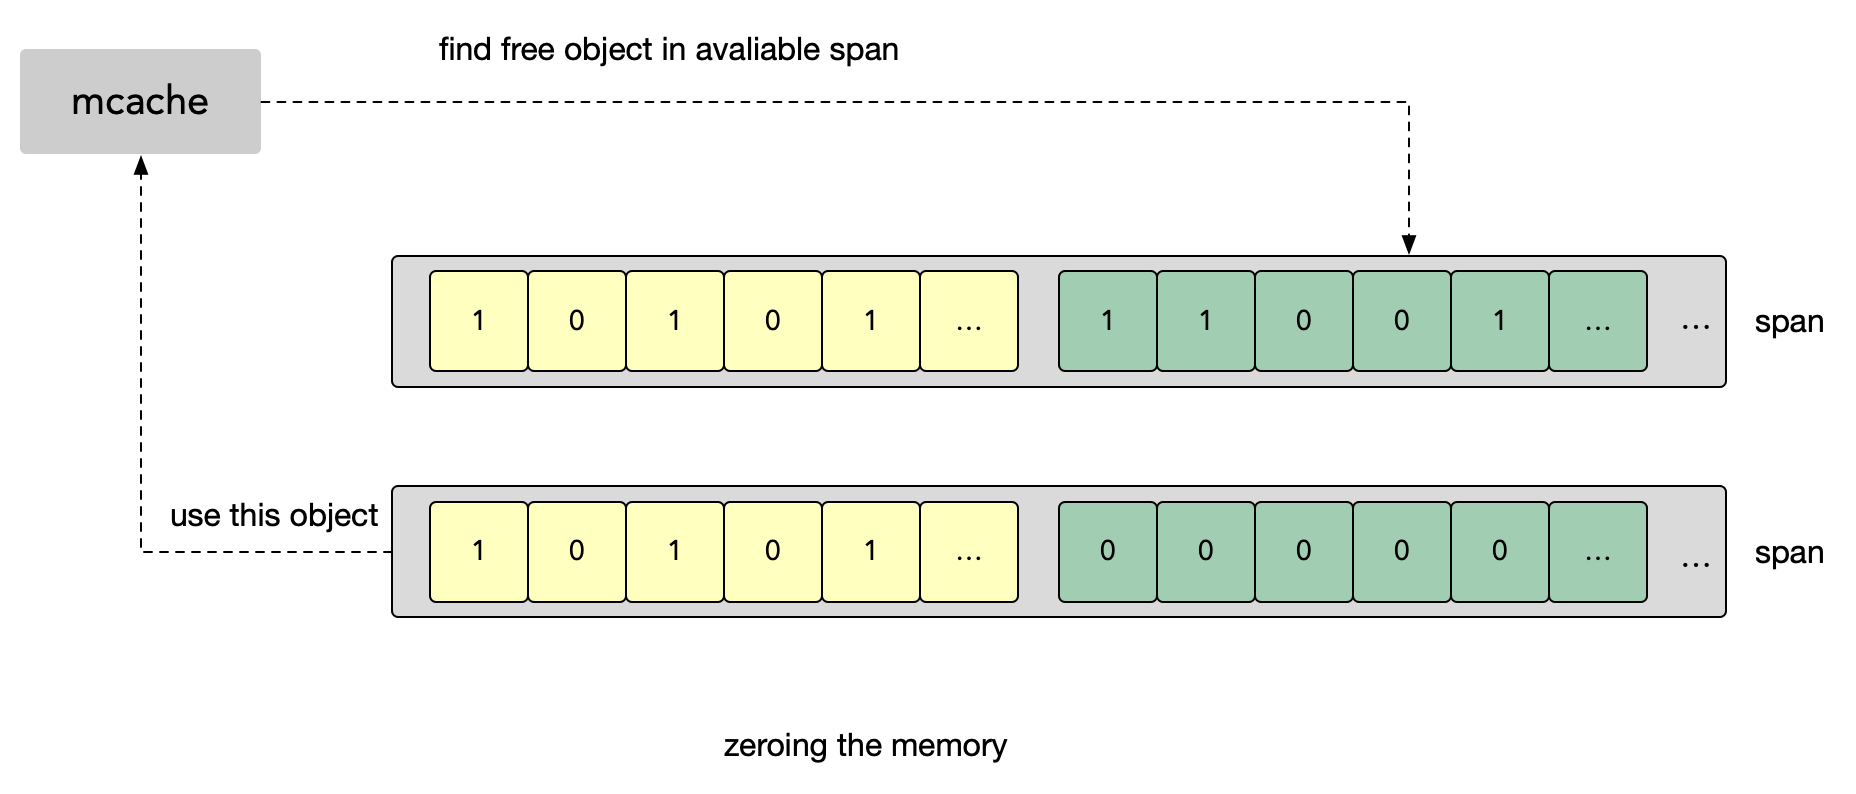 find free object in avaliable span
mcache
1 0 1 0 1 ... 1 1 0 0 1 ... ... span
use this object
1 0 1 0 1 ... 0 0 0 0 0 ... ... span
zeroing the memory